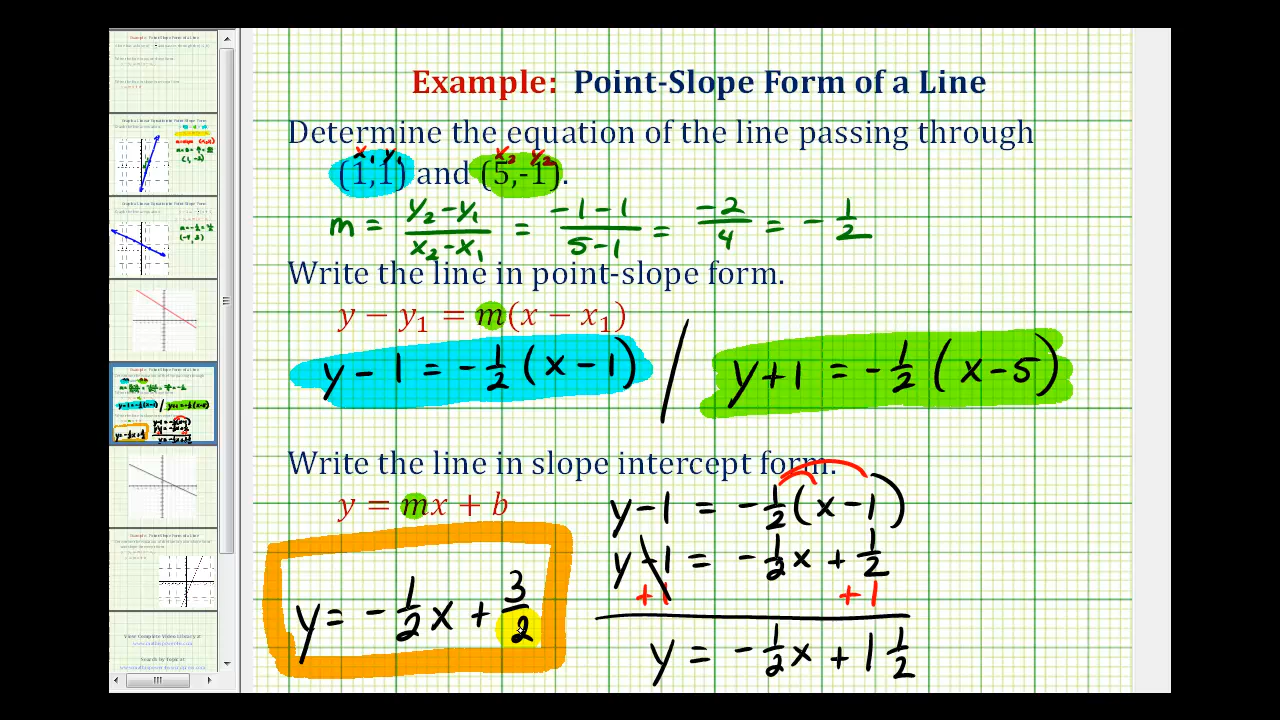 Example: Point-Slope Form of a Line
Determine the equation of the line passing through
x₁ y₁ x₂ y₂
(1,1) and (5,-1).
m = y₂-y₁ / x₂-x₁ = -1-1 / 5-1 = -2/4 = -1/2
Write the line in point-slope form.
y − y₁ = m(x − x₁)
y-1 = -1/2 (x-1) / y+1 = -1/2 (x-5)
Write the line in slope intercept form.
y = mx + b
y-1 = -1/2 (x-1)
y-1 = -1/2 x + 1/2
+1 +1
y = -1/2 x + 3/2
y = -1/2 x + 1 1/2